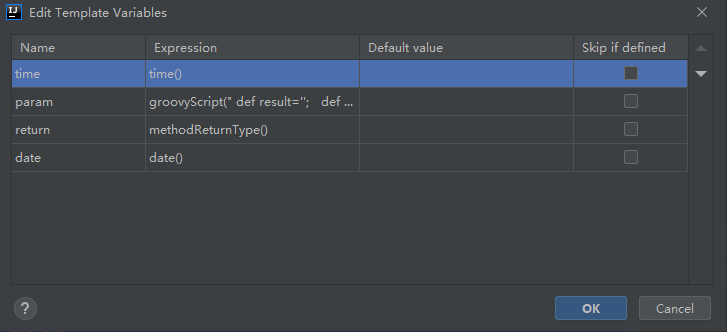 IJ Edit Template Variables
Name Expression Default value Skip if defined
time time()
param groovyScript(" def result=''; def ...
return methodReturnType()
date date()
? OK Cancel